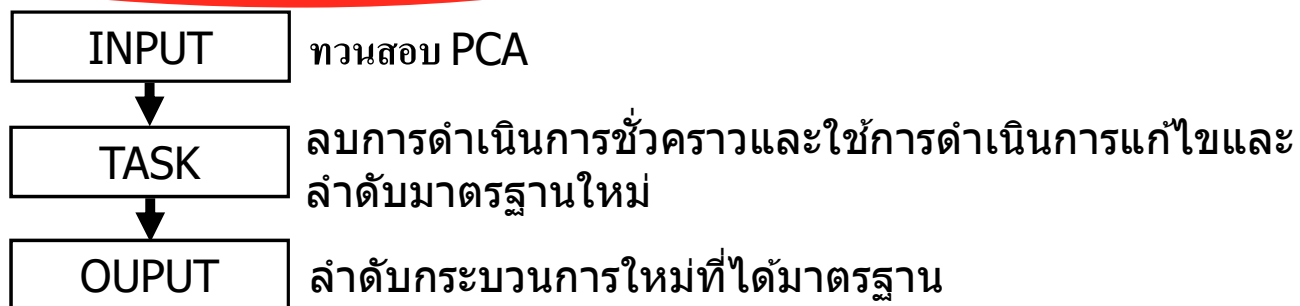 INPUT ทวนสอบ PCA
TASK ลบการดำเนินการชั่วคราวและใช้การดำเนินการแก้ไขและ
ลำดับมาตรฐานใหม่
OUPUT ลำดับกระบวนการใหม่ที่ได้มาตรฐาน